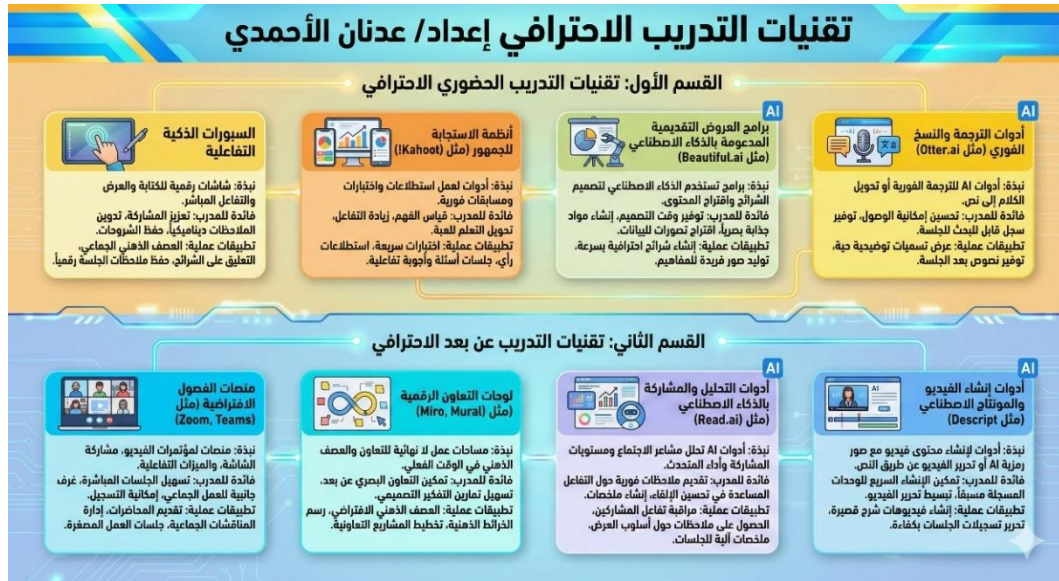 تقنيات التدريب الاحترافي إعداد/ عدنان الأحمدي
القسم الأول: تقنيات التدريب الحضوري الاحترافي
AI
أدوات الترجمة والنسخ
الفوري (مثل Otter.ai)
نبذة: أدوات AI للترجمة الفورية أو تحويل
الكلام إلى نص.
فائدة للمدرب: تحسين إمكانية الوصول، توفير
سجل قابل للبحث للجلسة.
تطبيقات عملية: عرض تسميات توضيحية حية،
توفير نصوص بعد الجلسة.
AI
برامج العروض التقديمية
المدعومة بالذكاء الاصطناعي
(مثل Beautiful.ai)
نبذة: برامج تستخدم الذكاء الاصطناعي لتصميم
الشرائح واقتراح المحتوى.
فائدة للمدرب: توفير وقت التصميم، إنشاء مواد
جذابة بصرياً، اقتراح تصورات للبيانات.
تطبيقات عملية: إنشاء شرائح احترافية بسرعة،
توليد صور فريدة للمفاهيم.
أنظمة الاستجابة
للجمهور (مثل Kahoot!)
نبذة: أدوات لعمل استطلاعات واختبارات
ومسابقات فورية.
فائدة للمدرب: قياس الفهم، زيادة التفاعل،
تحويل التعلم للعبة.
تطبيقات عملية: اختبارات سريعة، استطلاعات
رأي، جلسات أسئلة وأجوبة تفاعلية.
السبورات الذكية
التفاعلية
نبذة: شاشات رقمية للكتابة والعرض
والتفاعل المباشر.
فائدة للمدرب: تعزيز المشاركة، تدوين
الملاحظات ديناميكياً، حفظ الشروحات.
تطبيقات عملية: العصف الذهني الجماعي،
التعليق على الشرائح، حفظ ملاحظات الجلسة رقمياً.
القسم الثاني: تقنيات التدريب عن بعد الاحترافي
AI
أدوات إنشاء الفيديو
والمونتاج الاصطناعي
(مثل Descript)
AI
نبذة: أدوات لإنشاء محتوى فيديو مع صور
رمزية AI أو تحرير الفيديو عن طريق النص.
فائدة للمدرب: تمكين الإنشاء السريع للوحدات
المسجلة مسبقاً، تبسيط تحرير الفيديو.
تطبيقات عملية: إنشاء فيديوهات شرح قصيرة،
تحرير تسجيلات الجلسات بكفاءة.
AI
أدوات التحليل والمشاركة
بالذكاء الاصطناعي
(مثل Read.ai)
نبذة: أدوات AI تحلل مشاعر الاجتماع ومستويات
المشاركة وأداء المتحدث.
فائدة للمدرب: تقديم ملاحظات فورية حول التفاعل
المساعدة في تحسين الإلقاء، إنشاء ملخصات.
تطبيقات عملية: مراقبة تفاعل المشاركين،
الحصول على ملاحظات حول أسلوب العرض،
ملخصات آلية للجلسات.
لوحات التعاون الرقمية
(مثل Miro, Mural)
نبذة: مساحات عمل لا نهائية للتعاون والعصف
الذهني في الوقت الفعلي.
فائدة للمدرب: تمكين التعاون البصري عن بعد،
تسهيل تمارين التفكير التصميمي.
تطبيقات عملية: العصف الذهني الافتراضي، رسم
الخرائط الذهنية، تخطيط المشاريع التعاونية.
منصات الفصول
الافتراضية (مثل
Zoom, Teams)
نبذة: منصات لمؤتمرات الفيديو، مشاركة
الشاشة، والميزات التفاعلية.
فائدة للمدرب: تسهيل الجلسات المباشرة، غرف
جانبية للعمل الجماعي، إمكانية التسجيل.
تطبيقات عملية: تقديم المحاضرات، إدارة
المناقشات الجماعية، جلسات العمل المصغرة.